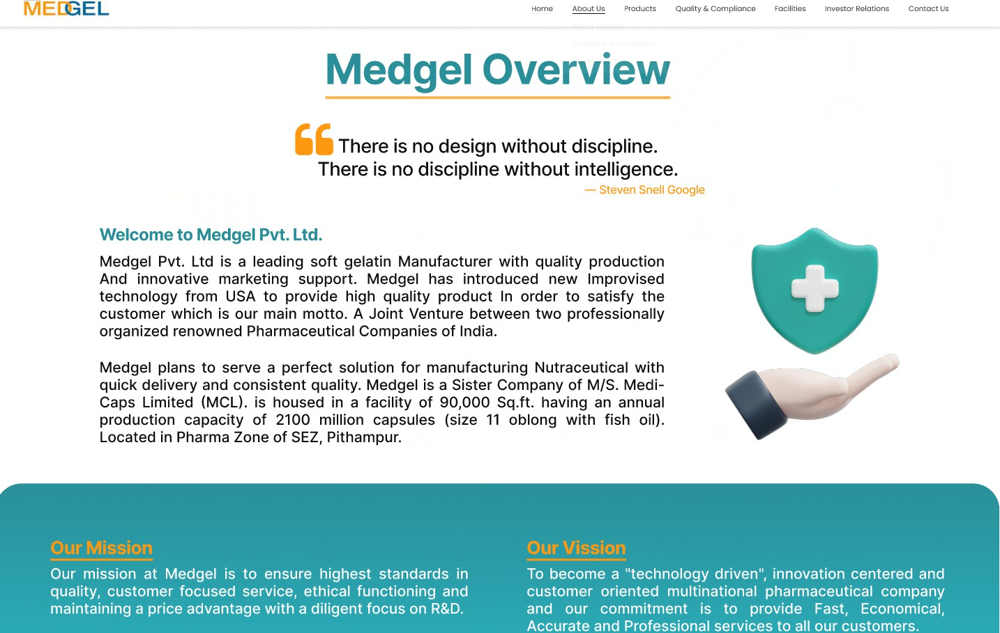 MEDGEL
Home About Us Products Quality & Compliance Facilities Investor Relations Contact Us
About Medgel
Awards & Accrediation
Medgel Overview
“ There is no design without discipline.
There is no discipline without intelligence.
— Steven Snell Google
Welcome to Medgel Pvt. Ltd.
Medgel Pvt. Ltd is a leading soft gelatin Manufacturer with quality production
And innovative marketing support. Medgel has introduced new Improvised
technology from USA to provide high quality product In order to satisfy the
customer which is our main motto. A Joint Venture between two professionally
organized renowned Pharmaceutical Companies of India.
Medgel plans to serve a perfect solution for manufacturing Nutraceutical with
quick delivery and consistent quality. Medgel is a Sister Company of M/S. Medi-
Caps Limited (MCL). is housed in a facility of 90,000 Sq.ft. having an annual
production capacity of 2100 million capsules (size 11 oblong with fish oil).
Located in Pharma Zone of SEZ, Pithampur.
Our Mission
Our mission at Medgel is to ensure highest standards in
quality, customer focused service, ethical functioning and
maintaining a price advantage with a diligent focus on R&D.
Our Vission
To become a "technology driven", innovation centered and
customer oriented multinational pharmaceutical company
and our commitment is to provide Fast, Economical,
Accurate and Professional services to all our customers.